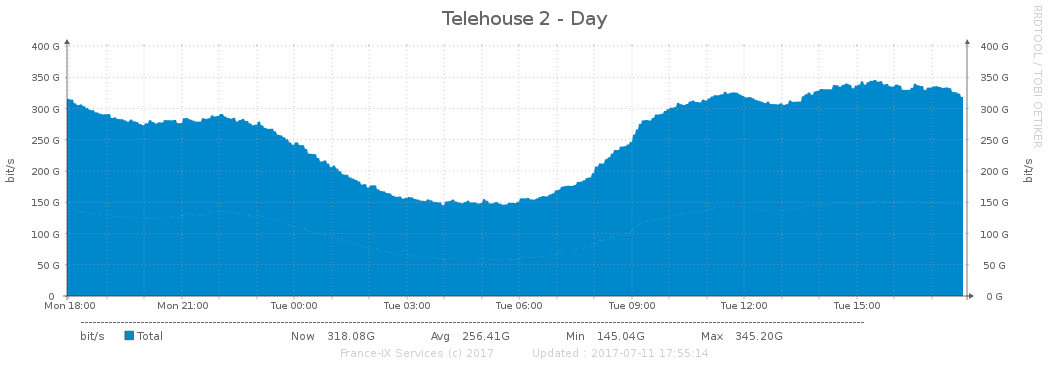 Telehouse 2 - Day
RRDTOOL / TOBI OETIKER
400 G 400 G
350 G 350 G
300 G 300 G
250 G 250 G
200 G 200 G
150 G 150 G
100 G 100 G
50 G 50 G
0 0 G
bit/s bit/s
Mon 18:00 Mon 21:00 Tue 00:00 Tue 03:00 Tue 06:00 Tue 09:00 Tue 12:00 Tue 15:00
bit/s Total Now 318.08G Avg 256.41G Min 145.04G Max 345.20G
France-IX Services (c) 2017 Updated : 2017-07-11 17:55:14